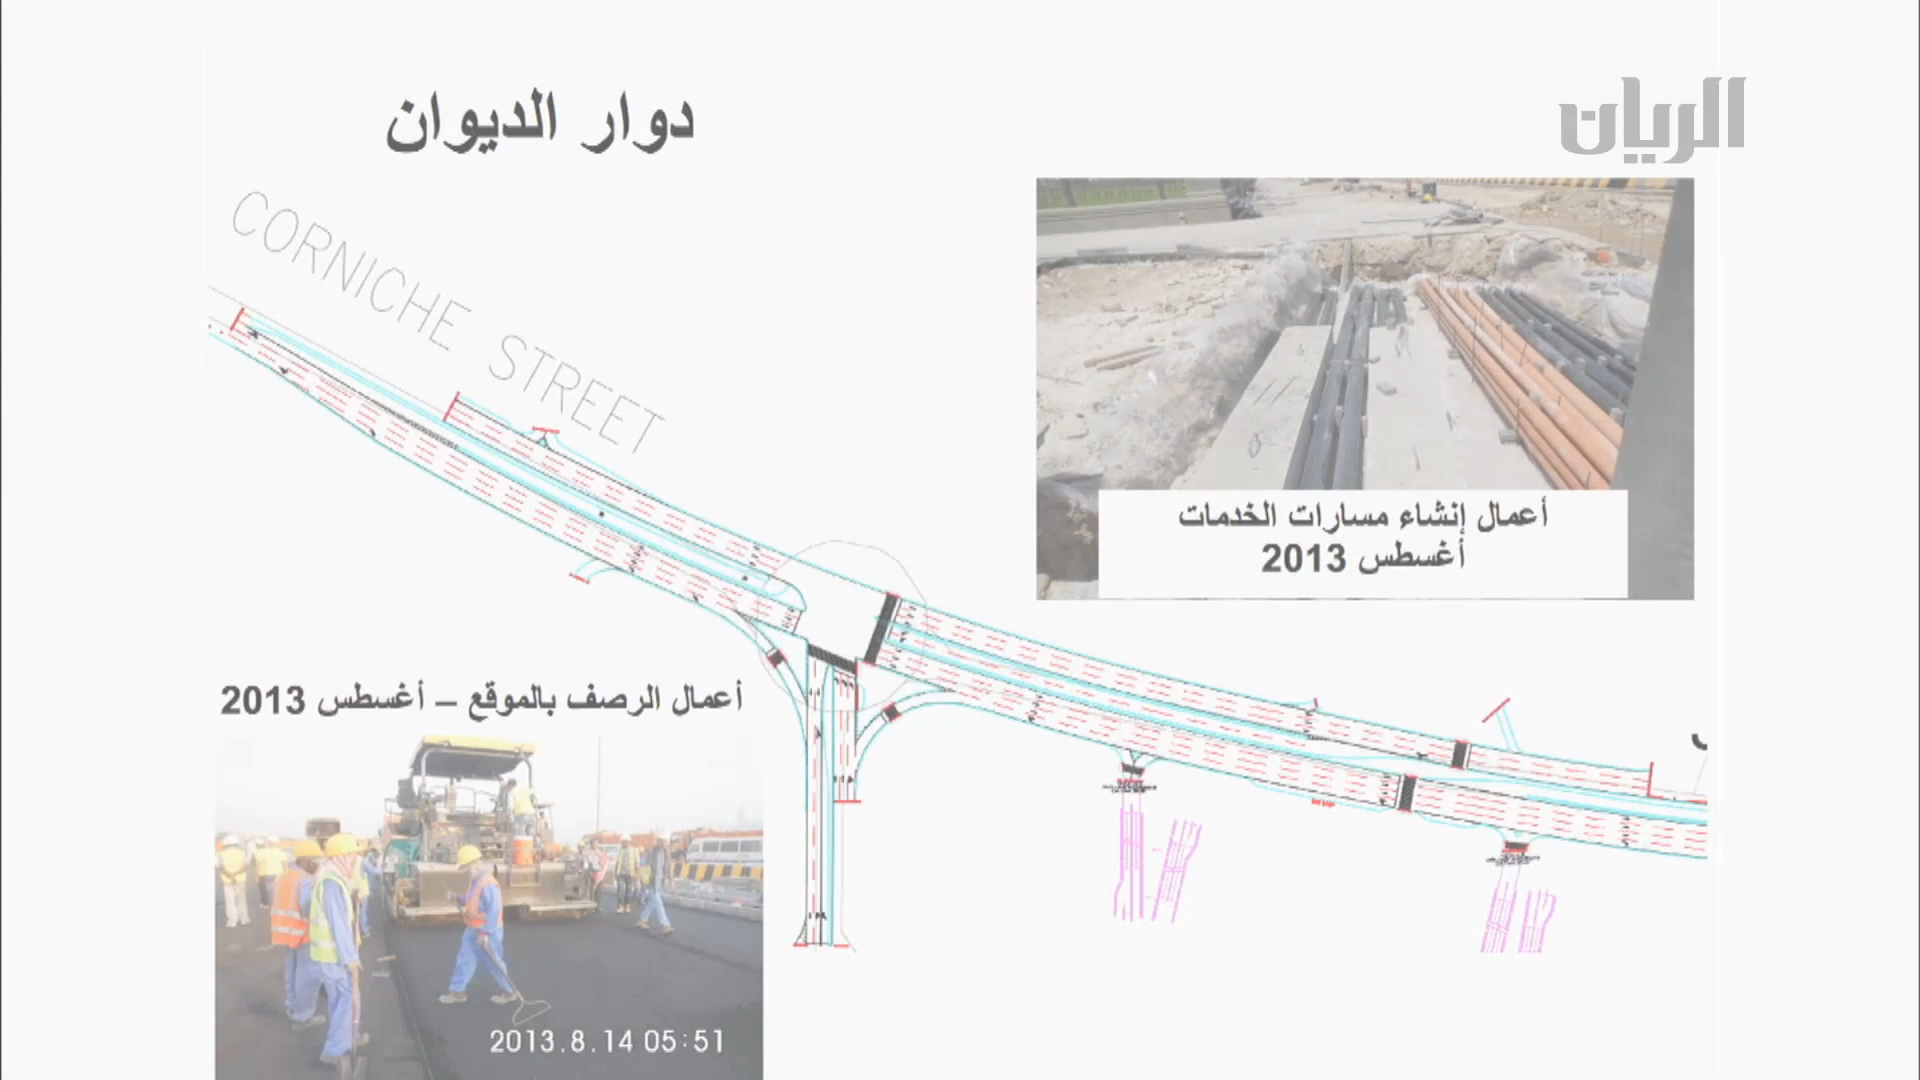 دوار الديوان
الريان
CORNICHE STREET
أعمال إنشاء مسارات الخدمات
أغسطس 2013
أعمال الرصف بالموقع – أغسطس 2013
2013.8.14 05:51